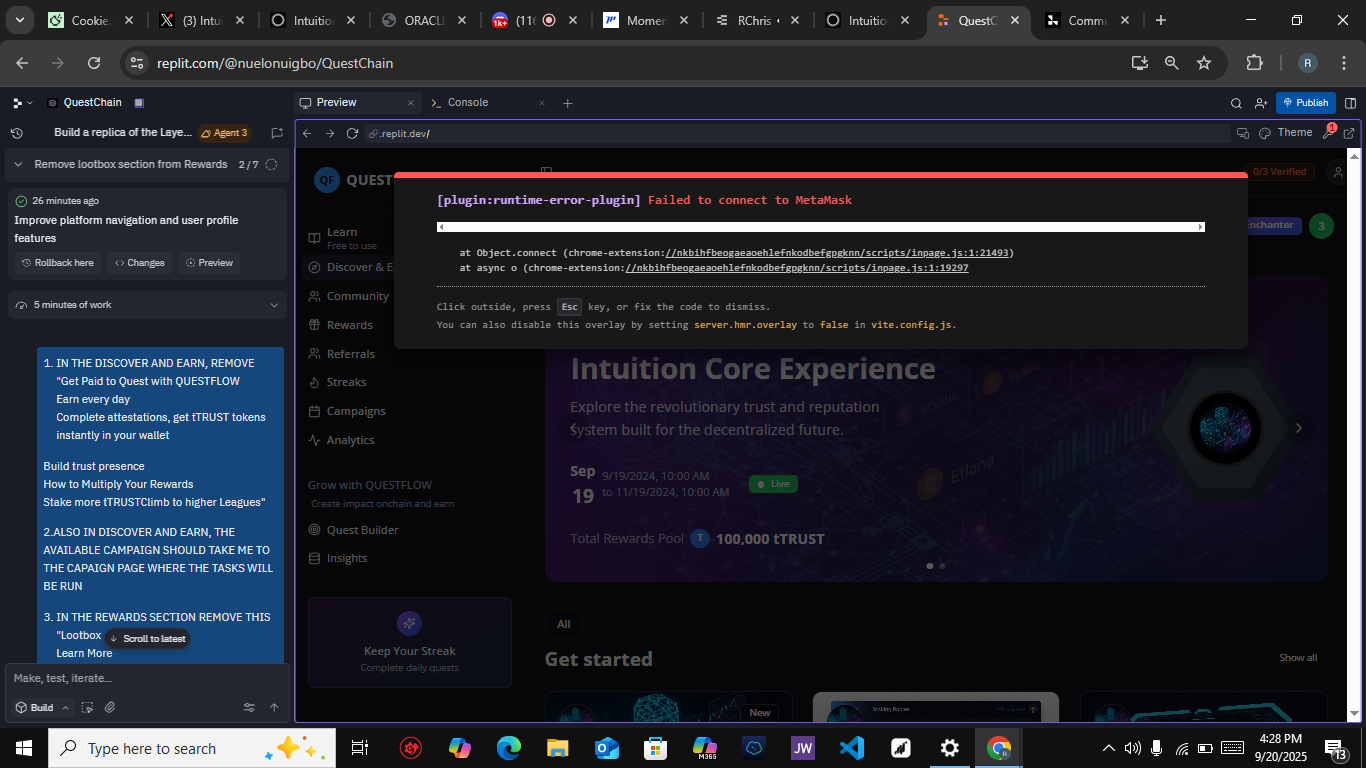 Cookie.
(3) Intui
Intuition
ORACLE
1k+
(116
Momen
RChris
Intuition
QuestC
Commu
replit.com/@nuelonuigbo/QuestChain
R
QuestChain
Build a replica of the Laye...
Agent 3
Remove lootbox section from Rewards
2 / 7
26 minutes ago
Improve platform navigation and user profile
features
Rollback here
Changes
Preview
5 minutes of work
1. IN THE DISCOVER AND EARN, REMOVE
"Get Paid to Quest with QUESTFLOW
Earn every day
Complete attestations, get tTRUST tokens
instantly in your wallet
Build trust presence
How to Multiply Your Rewards
Stake more tTRUSTClimb to higher Leagues"
2.ALSO IN DISCOVER AND EARN, THE
AVAILABLE CAMPAIGN SHOULD TAKE ME TO
THE CAPAIGN PAGE WHERE THE TASKS WILL
BE RUN
3. IN THE REWARDS SECTION REMOVE THIS
"Lootbox
Scroll to latest
Learn More
Make, test, iterate...
Build
Preview
Console
Publish
.replit.dev/
Theme
1
QF
QUEST
0/3 Verified
Enchanter
3
[plugin:runtime-error-plugin] Failed to connect to MetaMask
at Object.connect (chrome-extension://nkbihfbeogaeaoehlefnkodbefgpgknn/scripts/inpage.js:1:21493)
at async o (chrome-extension://nkbihfbeogaeaoehlefnkodbefgpgknn/scripts/inpage.js:1:19297
Click outside, press Esc key, or fix the code to dismiss.
You can also disable this overlay by setting server.hmr.overlay to false in vite.config.js.
Learn
Free to use
Discover & E
Community
Rewards
Referrals
Streaks
Campaigns
Analytics
Grow with QUESTFLOW
Create impact onchain and earn
Quest Builder
Insights
Keep Your Streak
Complete daily quests
Intuition Core Experience
Explore the revolutionary trust and reputation
system built for the decentralized future.
Sep
19
9/19/2024, 10:00 AM
to 11/19/2024, 10:00 AM
Live
Total Rewards Pool
T
100,000 tTRUST
SOLANA
Etlona
All
Get started
Show all
New
Staking Pools
Type here to search
M365
JW
4:28 PM
9/20/2025
13